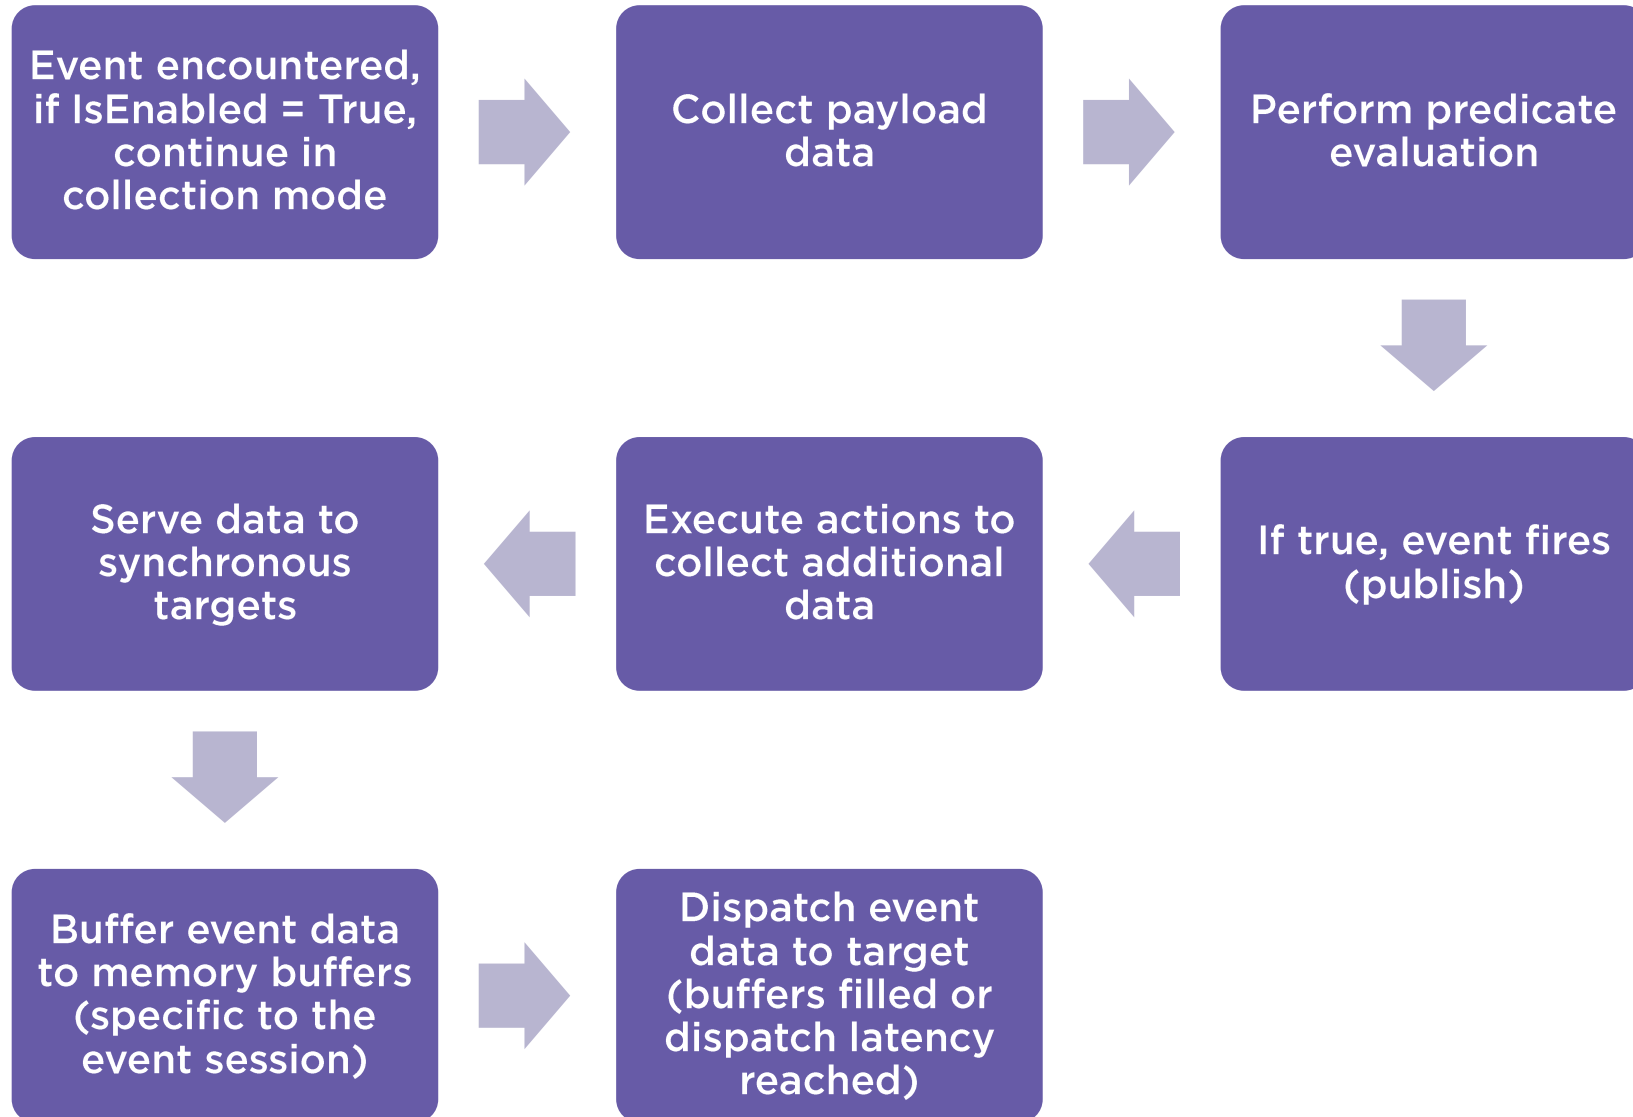 Event encountered,
if IsEnabled = True,
continue in
collection mode
Collect payload
data
Perform predicate
evaluation
If true, event fires
(publish)
Execute actions to
collect additional
data
Serve data to
synchronous
targets
Buffer event data
to memory buffers
(specific to the
event session)
Dispatch event
data to target
(buffers filled or
dispatch latency
reached)